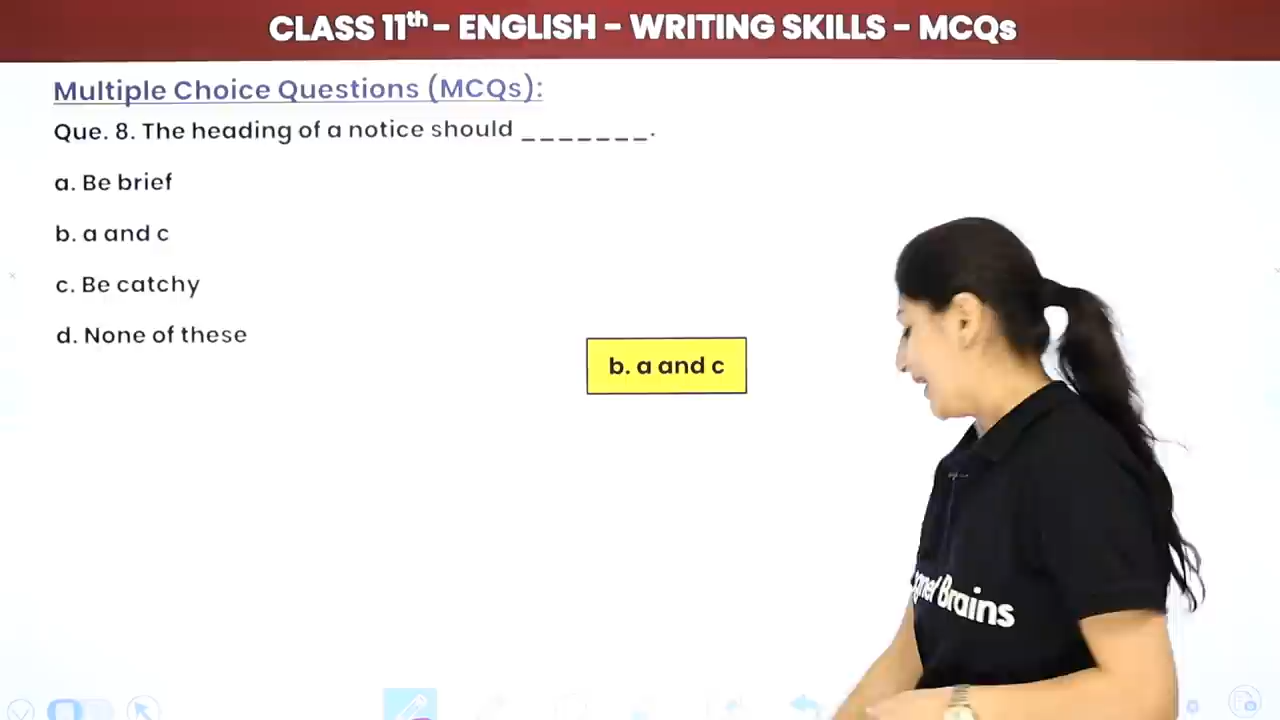 CLASS 11th - ENGLISH - WRITING SKILLS - MCQs
Multiple Choice Questions (MCQs):
Que. 8. The heading of a notice should _______.
a. Be brief
b. a and c
c. Be catchy
d. None of these
b. a and c
Brains